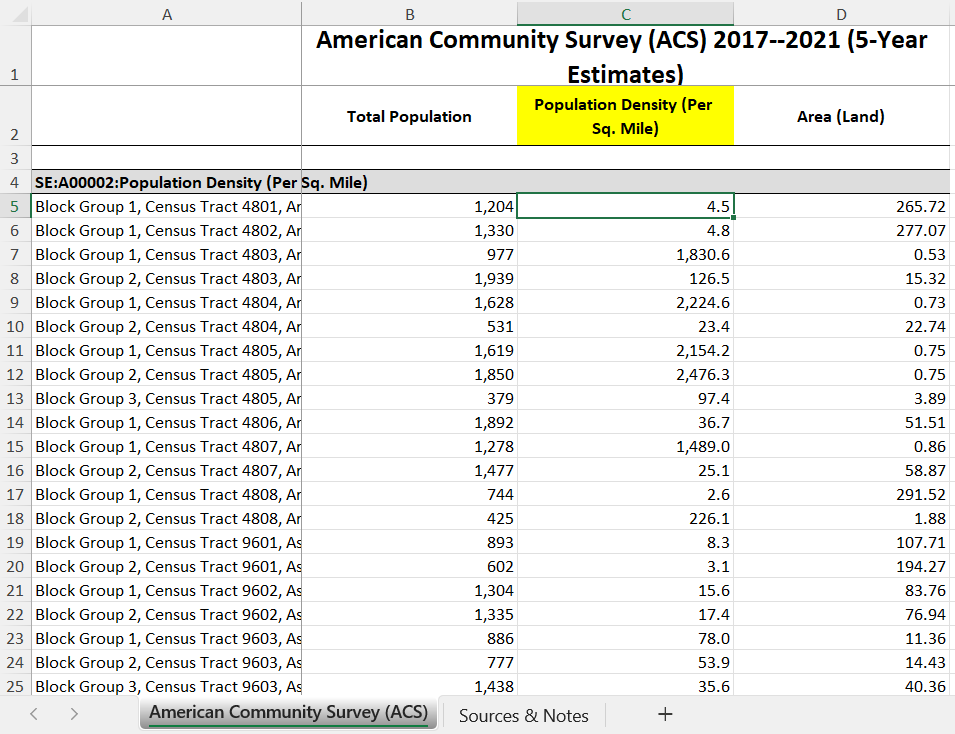 A B C D
1 American Community Survey (ACS) 2017--2021 (5-Year
Estimates)
2 Total Population Population Density (Per
Sq. Mile) Area (Land)
3
4 SE:A00002:Population Density (Per Sq. Mile)
5 Block Group 1, Census Tract 4801, Ar 1,204 4.5 265.72
6 Block Group 1, Census Tract 4802, Ar 1,330 4.8 277.07
7 Block Group 1, Census Tract 4803, Ar 977 1,830.6 0.53
8 Block Group 2, Census Tract 4803, Ar 1,939 126.5 15.32
9 Block Group 1, Census Tract 4804, Ar 1,628 2,224.6 0.73
10 Block Group 2, Census Tract 4804, Ar 531 23.4 22.74
11 Block Group 1, Census Tract 4805, Ar 1,619 2,154.2 0.75
12 Block Group 2, Census Tract 4805, Ar 1,850 2,476.3 0.75
13 Block Group 3, Census Tract 4805, Ar 379 97.4 3.89
14 Block Group 1, Census Tract 4806, Ar 1,892 36.7 51.51
15 Block Group 1, Census Tract 4807, Ar 1,278 1,489.0 0.86
16 Block Group 2, Census Tract 4807, Ar 1,477 25.1 58.87
17 Block Group 1, Census Tract 4808, Ar 744 2.6 291.52
18 Block Group 2, Census Tract 4808, Ar 425 226.1 1.88
19 Block Group 1, Census Tract 9601, As 893 8.3 107.71
20 Block Group 2, Census Tract 9601, As 602 3.1 194.27
21 Block Group 1, Census Tract 9602, As 1,304 15.6 83.76
22 Block Group 2, Census Tract 9602, As 1,335 17.4 76.94
23 Block Group 1, Census Tract 9603, As 886 78.0 11.36
24 Block Group 2, Census Tract 9603, As 777 53.9 14.43
25 Block Group 3, Census Tract 9603, As 1,438 35.6 40.36
American Community Survey (ACS) Sources & Notes +